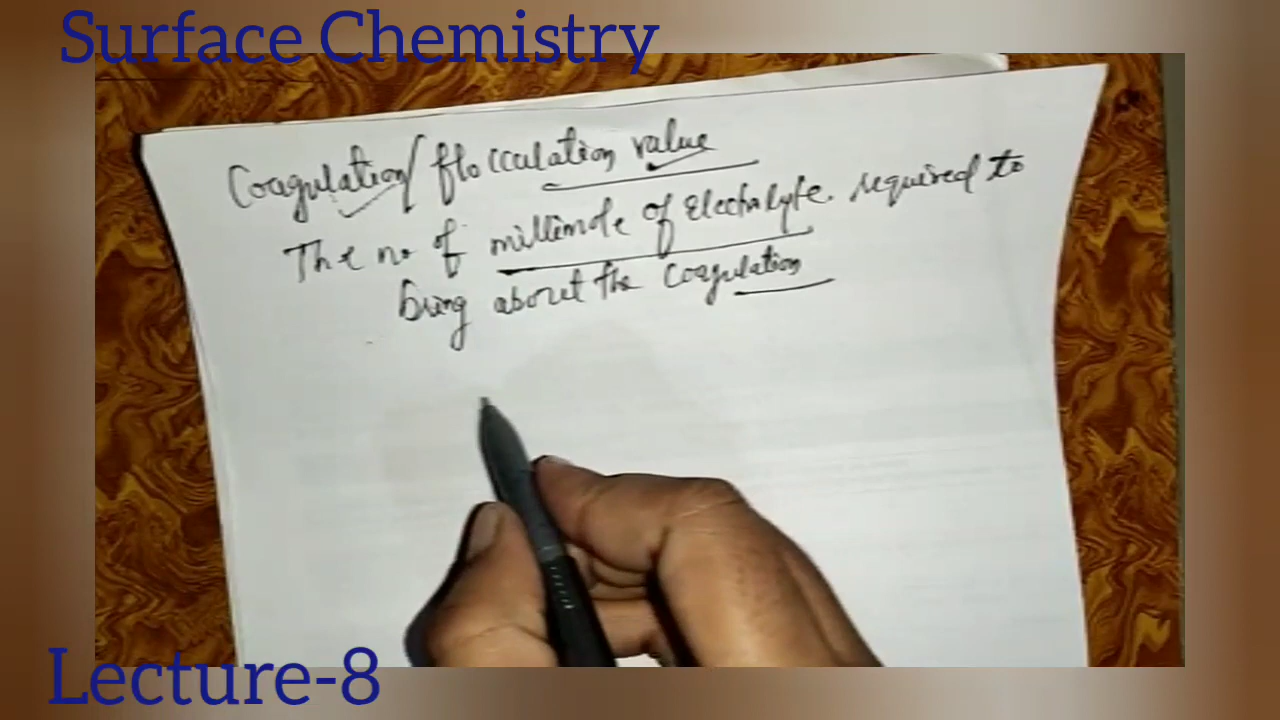 Surface Chemistry
Coagulation/flocculation value
The no of millimole of Electrolyte. required to
bring about the coagulation
Lecture-8